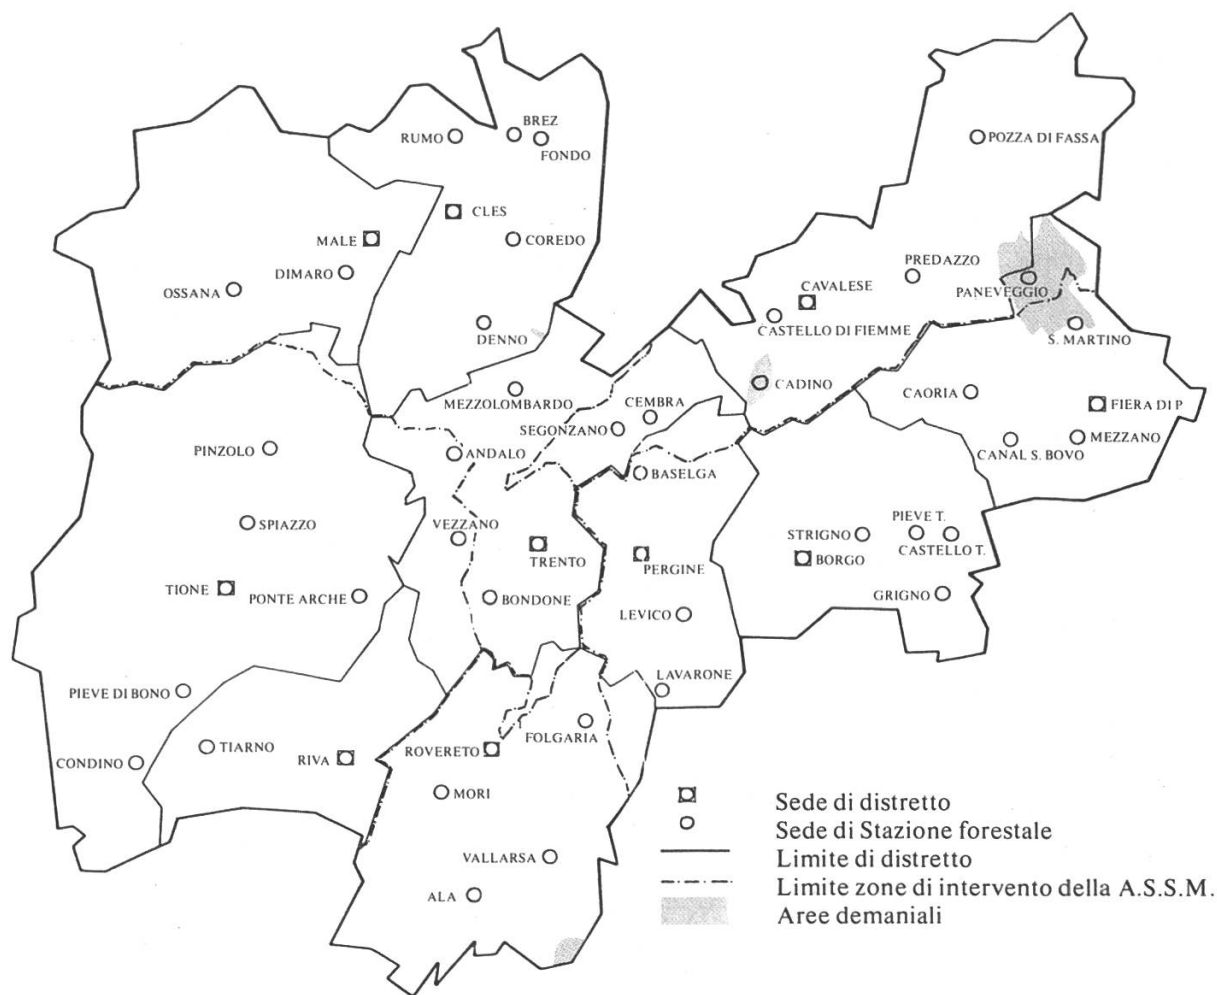 BREZ
RUMO
FONDO
POZZA DI FASSA
CLES
MALE
COREDO
DIMARO
OSSANA
PREDAZZO
CAVALESE
PANEVEGGIO
DENNO
CASTELLO DI FIEMME
S. MARTINO
CADINO
MEZZOLOMBARDO
CEMBRA
CAORIA
FIERA DI P.
SEGONZANO
PINZOLO
ANDALO
CANAL S. BOVO
MEZZANO
BASELGA
SPIAZZO
VEZZANO
STRIGNO
PIEVE T.
CASTELLO T.
TRENTO
PERGINE
BORGO
TIONE
PONTE ARCHE
BONDONE
GRIGNO
LEVICO
PIEVE DI BONO
LAVARONE
FOLGARIA
TIARNO
ROVERETO
CONDINO
RIVA
MORI
VALLARSA
ALA
Sede di distretto
Sede di Stazione forestale
Limite di distretto
Limite zone di intervento della A.S.S.M.
Aree demaniali